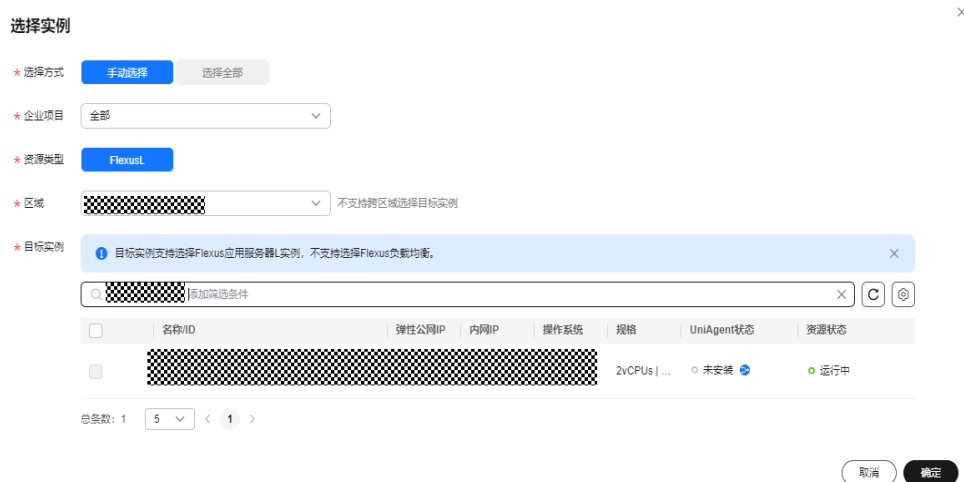 选择实例
* 选择方式 手动选择 选择全部
* 企业项目 全部
* 资源类型 FlexusL
* 区域 不支持跨区域选择目标实例
* 目标实例 目标实例支持选择Flexus应用服务器L实例，不支持选择Flexus负载均衡。
添加筛选条件
名称/ID 弹性公网IP 内网IP 操作系统 规格 UniAgent状态 资源状态
2vCPUs | ... 未安装 运行中
总条数：1 5 1
取消 确定